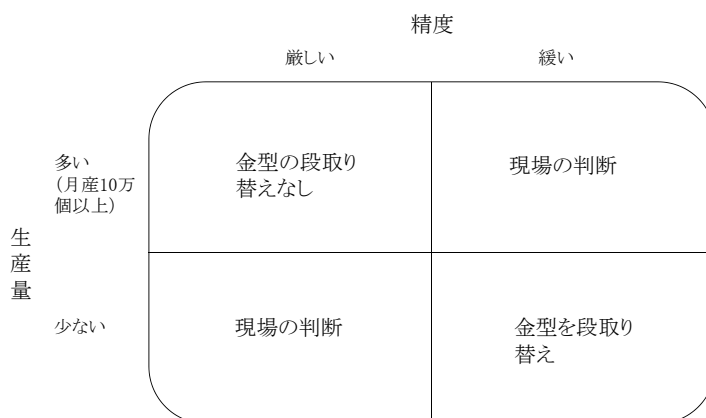 精度
厳しい
緩い
多い
(月産10万
個以上)
金型の段取り
替えなし
現場の判断
生産量
少ない
現場の判断
金型を段取り
替え